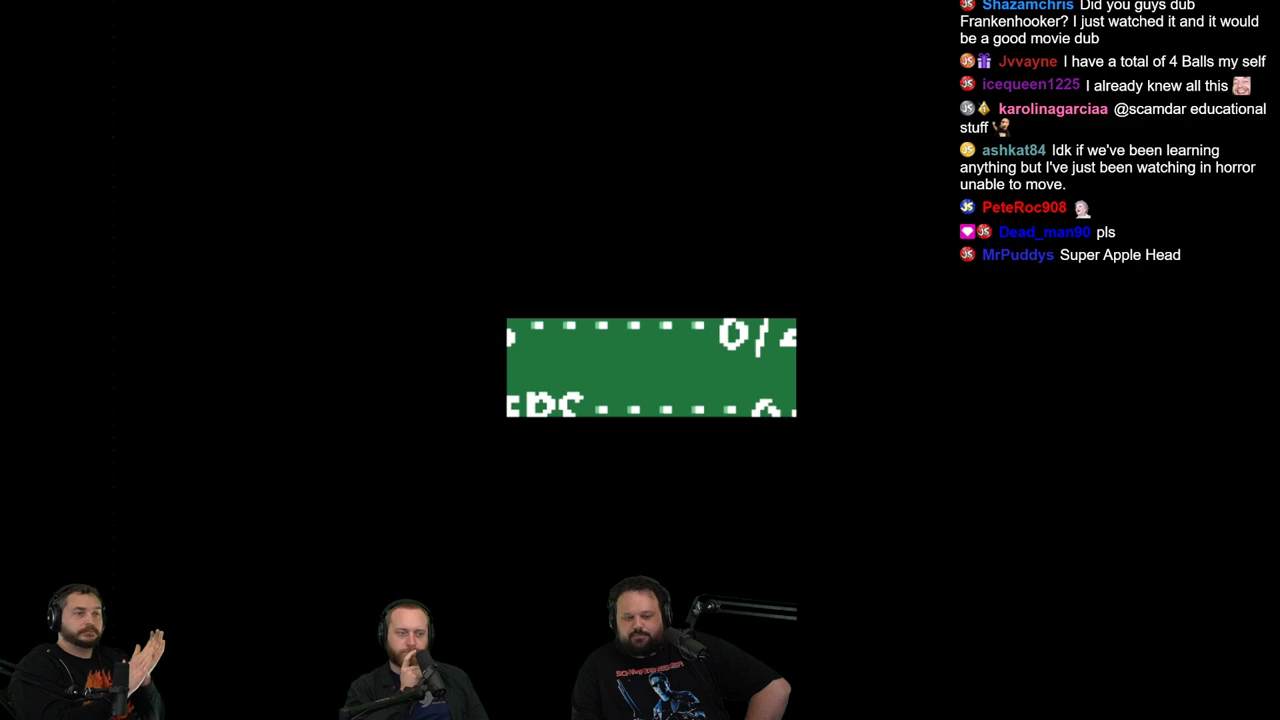 Shazamchris Did you guys dub
Frankenhooker? I just watched it and it would
be a good movie dub
Jvvayne I have a total of 4 Balls my self
icequeen1225 I already knew all this
karolinagarciaa @scamdar educational
stuff
ashkat84 Idk if we've been learning
anything but I've just been watching in horror
unable to move.
PeteRoc908
Dead_man90 pls
MrPuddys Super Apple Head